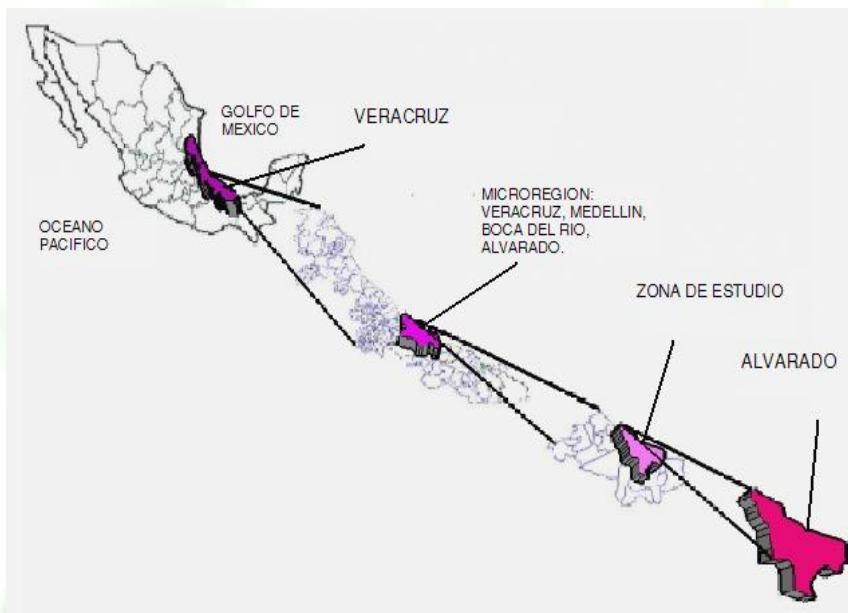 GOLFO DE
MEXICO
VERACRUZ
OCEANO
PACIFICO
MICROREGION:
VERACRUZ, MEDELLIN,
BOCA DEL RIO,
ALVARADO.
ZONA DE ESTUDIO
ALVARADO